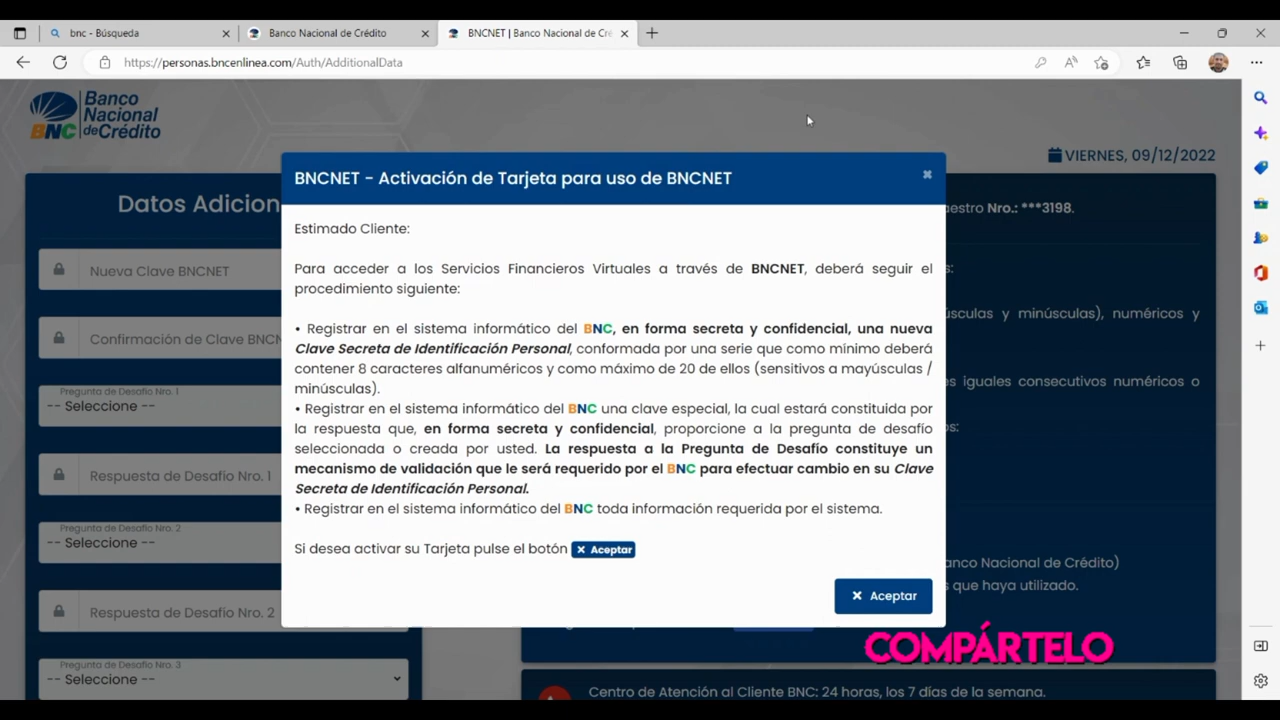 bnc - Búsqueda
Banco Nacional de Crédito
BNCNET | Banco Nacional de Cré
https://personas.bncenlinea.com/Auth/AdditionalData
Banco
Nacional
BNC deCrédito
VIERNES, 09/12/2022
Datos Adicion
aestro Nro.: ***3198.
BNCNET - Activación de Tarjeta para uso de BNCNET
Nueva Clave BNCNET
Confirmación de Clave BNCN
Pregunta de Desafío Nro. 1
-- Seleccione --
Respuesta de Desafío Nro. 1
Pregunta de Desafío Nro. 2
-- Seleccione --
Respuesta de Desafío Nro. 2
Pregunta de Desafío Nro. 3
-- Seleccione --
Estimado Cliente:
Para acceder a los Servicios Financieros Virtuales a través de BNCNET, deberá seguir el
procedimiento siguiente:
• Registrar en el sistema informático del BNC, en forma secreta y confidencial, una nueva
Clave Secreta de Identificación Personal, conformada por una serie que como mínimo deberá
contener 8 caracteres alfanuméricos y como máximo de 20 de ellos (sensitivos a mayúsculas /
minúsculas).
• Registrar en el sistema informático del BNC una clave especial, la cual estará constituida por
la respuesta que, en forma secreta y confidencial, proporcione a la pregunta de desafío
seleccionada o creada por usted. La respuesta a la Pregunta de Desafío constituye un
mecanismo de validación que le será requerido por el BNC para efectuar cambio en su Clave
Secreta de Identificación Personal.
• Registrar en el sistema informático del BNC toda información requerida por el sistema.
Si desea activar su Tarjeta pulse el botón × Aceptar
× Aceptar
s:
úsculas y minúsculas), numéricos y
es iguales consecutivos numéricos o
os:
anco Nacional de Crédito)
s que haya utilizado.
COMPÁRTELO
Centro de Atención al Cliente BNC: 24 horas, los 7 días de la semana.